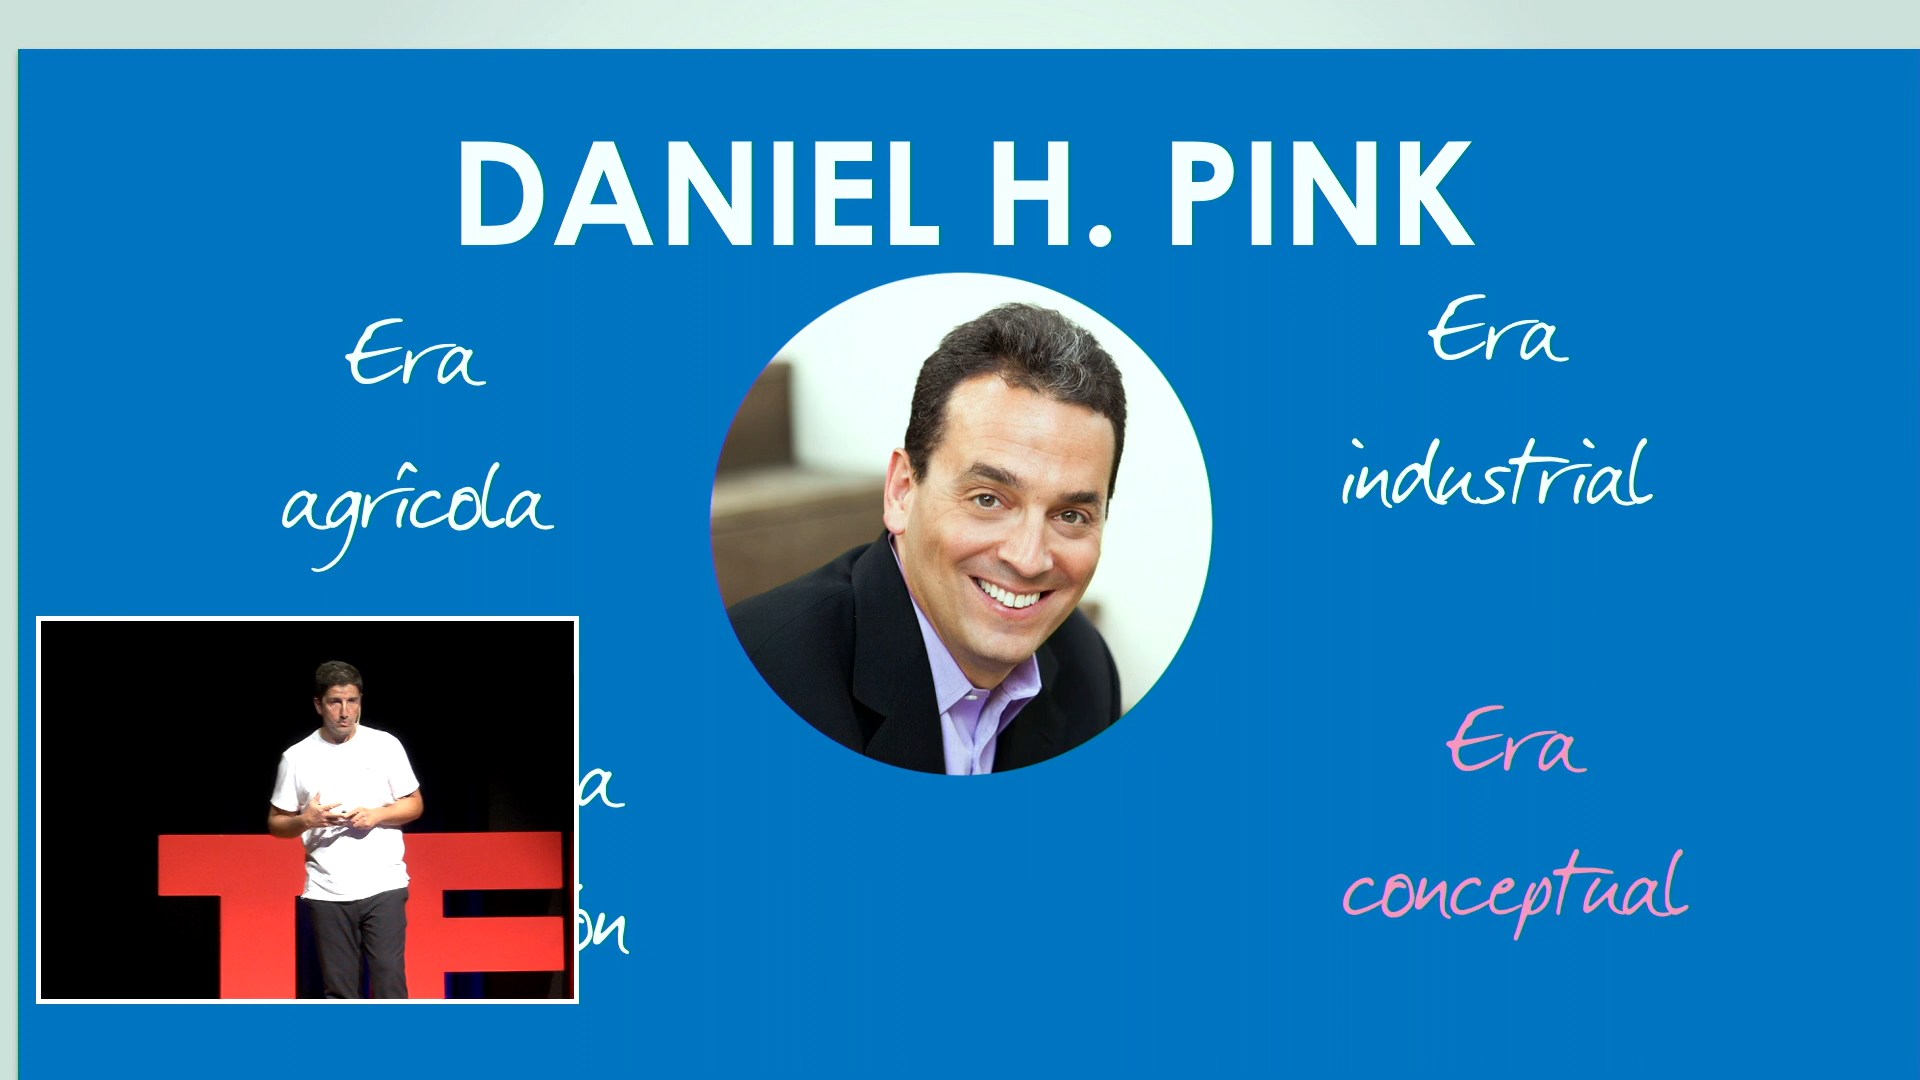 DANIEL H. PINK
Era
agrícola
Era
industrial
Era
conceptual